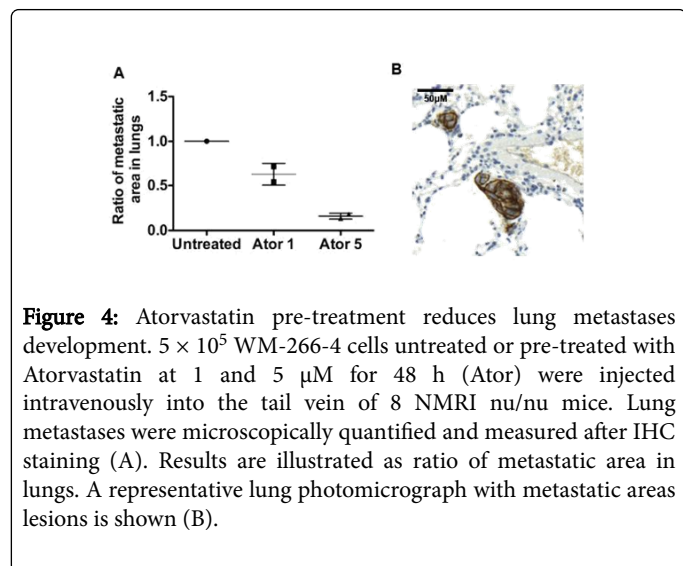 A
B
1.5
1.0
0.5
0.0
Ratio of metastatic
area in lungs
Untreated Ator 1 Ator 5
50µM
Figure 4: Atorvastatin pre-treatment reduces lung metastases
development. 5 × 10⁵ WM-266-4 cells untreated or pre-treated with
Atorvastatin at 1 and 5 μM for 48 h (Ator) were injected
intravenously into the tail vein of 8 NMRI nu/nu mice. Lung
metastases were microscopically quantified and measured after IHC
staining (A). Results are illustrated as ratio of metastatic area in
lungs. A representative lung photomicrograph with metastatic areas
lesions is shown (B).